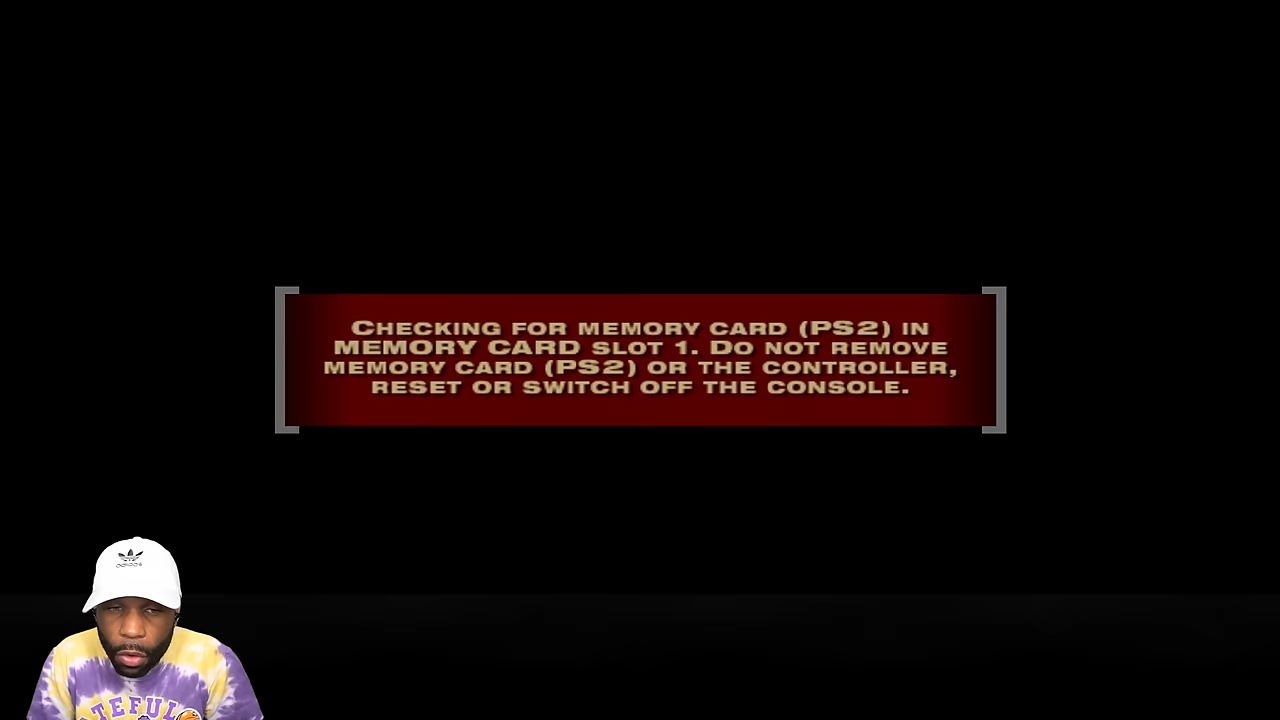 CHECKING FOR MEMORY CARD (PS2) IN
MEMORY CARD SLOT 1. DO NOT REMOVE
MEMORY CARD (PS2) OR THE CONTROLLER,
RESET OR SWITCH OFF THE CONSOLE.
adidas